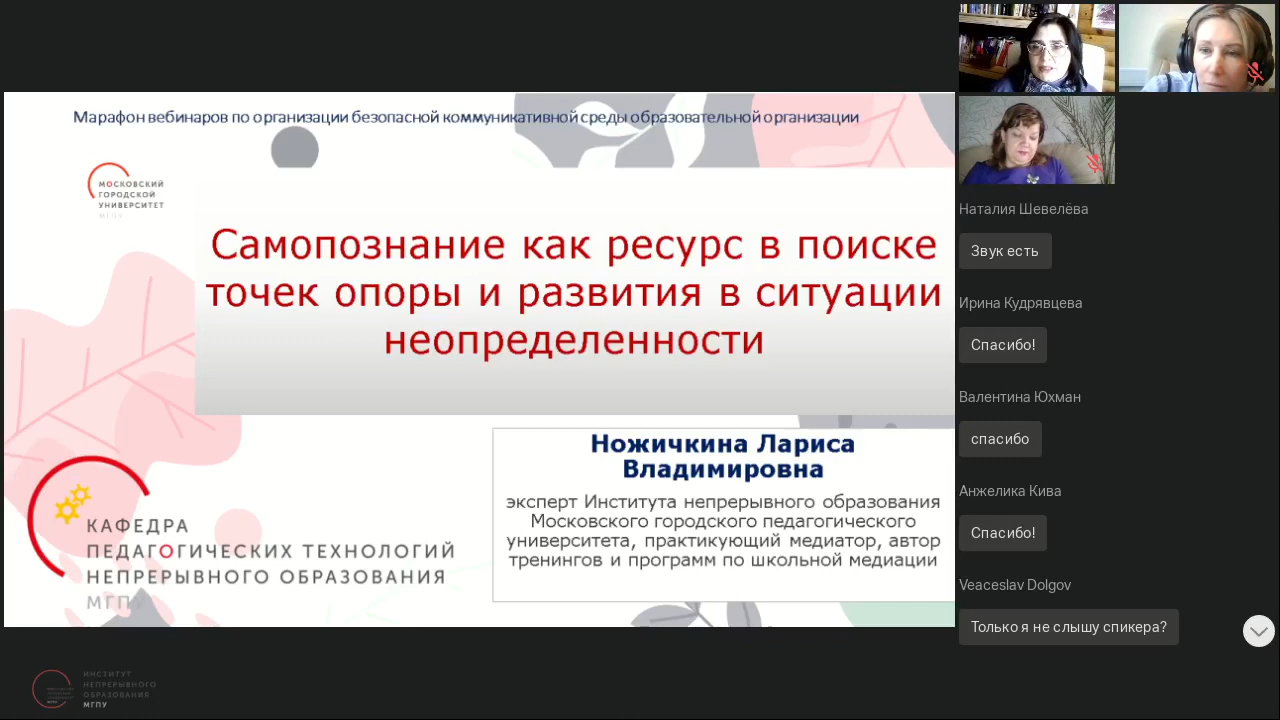 Марафон вебинаров по организации безопасной коммуникативной среды образовательной организации
МОСКОВСКИЙ
ГОРОДСКОЙ
УНИВЕРСИТЕТ
МГПУ
Самопознание как ресурс в поиске
точек опоры и развития в ситуации
неопределенности
Ножичкина Лариса
Владимировна
эксперт Института непрерывного образования
Московского городского педагогического
университета, практикующий медиатор, автор
тренингов и программ по школьной медиации
КАФЕДРА
ПЕДАГОГИЧЕСКИХ ТЕХНОЛОГИЙ
НЕПРЕРЫВНОГО ОБРАЗОВАНИЯ
МГПУ
ИНСТИТУТ
НЕПРЕРЫВНОГО
ОБРАЗОВАНИЯ
МГПУ
Наталия Шевелёва
Звук есть
Ирина Кудрявцева
Спасибо!
Валентина Юхман
спасибо
Анжелика Кива
Спасибо!
Veaceslav Dolgov
Только я не слышу спикера?